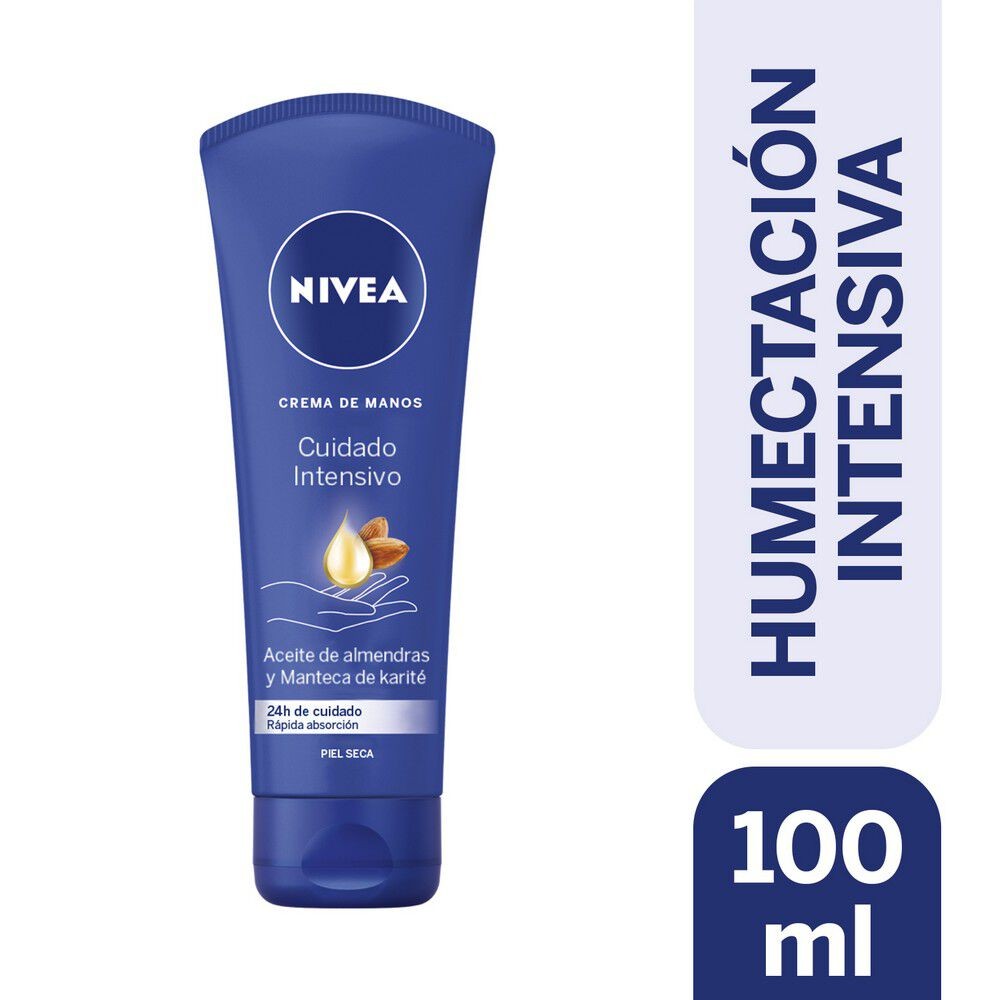 NIVEA
CREMA DE MANOS
Cuidado
Intensivo
Aceite de almendras
y Manteca de karité
24h de cuidado
Rápida absorción
PIEL SECA
HUMECTACIÓN
INTENSIVA
100
ml